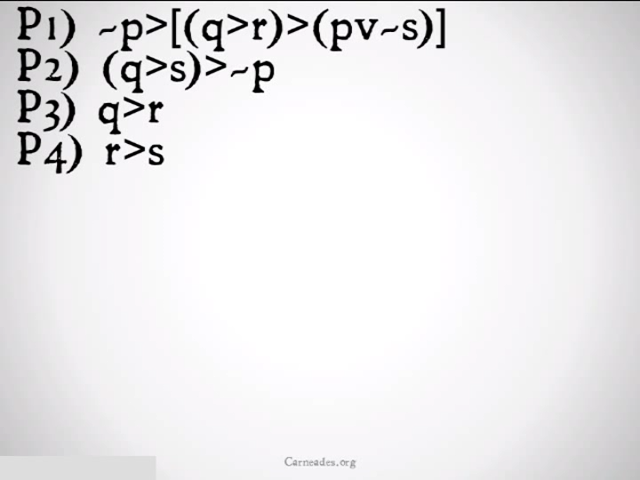 P1) ~p>[(q>r)>(pv~s)]
P2) (q>s)>~p
P3) q>r
P4) r>s
Carneades.org